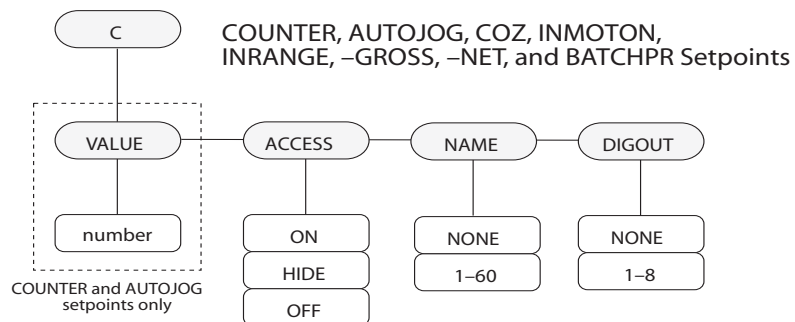 C
COUNTER, AUTOJOG, COZ, INMOTON,
INRANGE, –GROSS, –NET, and BATCHPR Setpoints
VALUE
ACCESS
NAME
DIGOUT
number
ON
NONE
NONE
HIDE
1–60
1–8
OFF
COUNTER and AUTOJOG
setpoints only